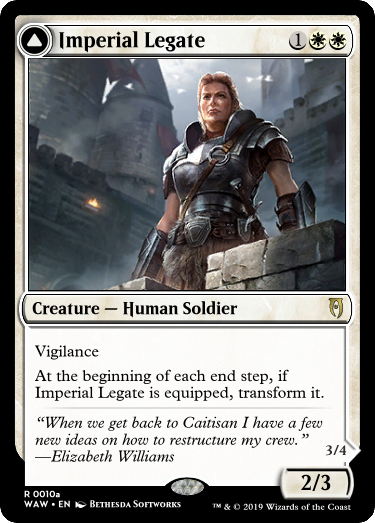 Imperial Legate 1
Creature — Human Soldier
Vigilance
At the beginning of each end step, if
Imperial Legate is equipped, transform it.
“When we get back to Caitisan I have a few
new ideas on how to restructure my crew.”
—Elizabeth Williams
3/4
2/3
R 0010a
WAW • EN Bethesda Softworks
™ & © 2019 Wizards of the Coast